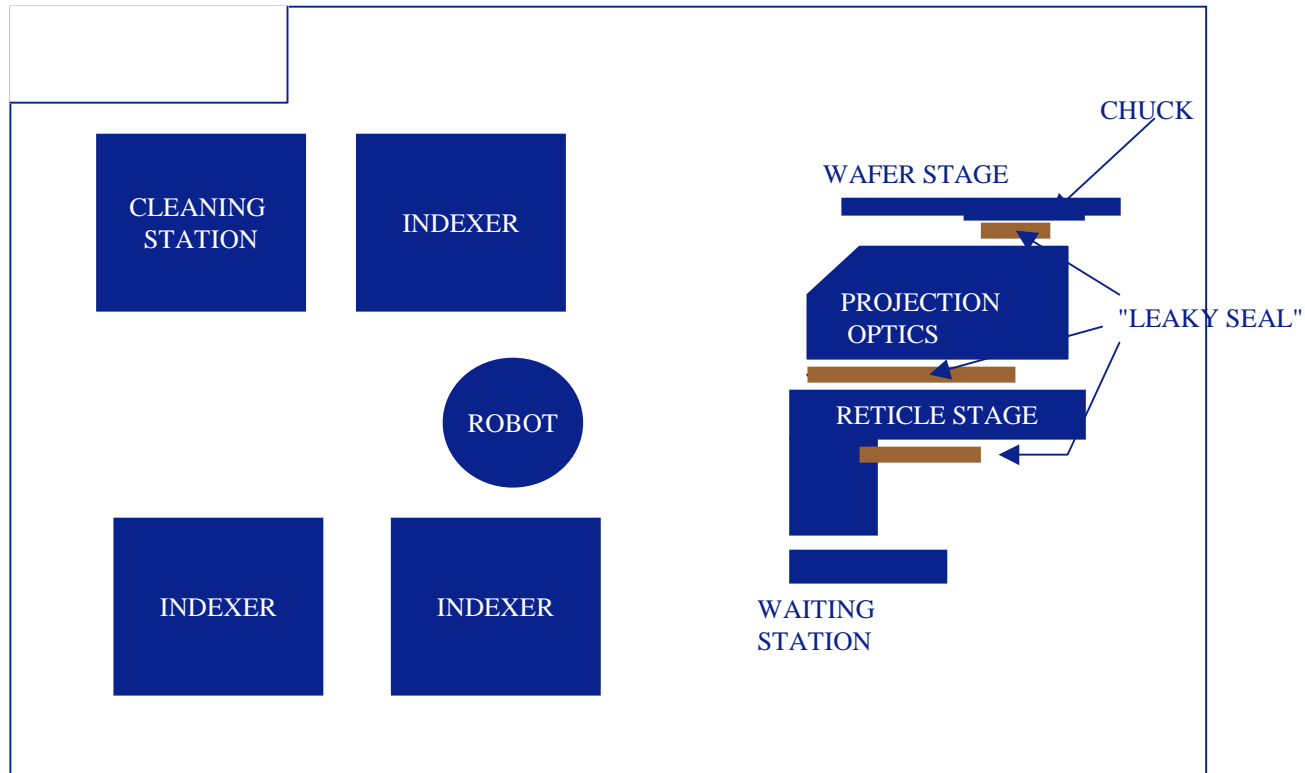 CHUCK
WAFER STAGE
CLEANING
STATION
INDEXER
PROJECTION
OPTICS
"LEAKY SEAL"
ROBOT
RETICLE STAGE
INDEXER
INDEXER
WAITING
STATION